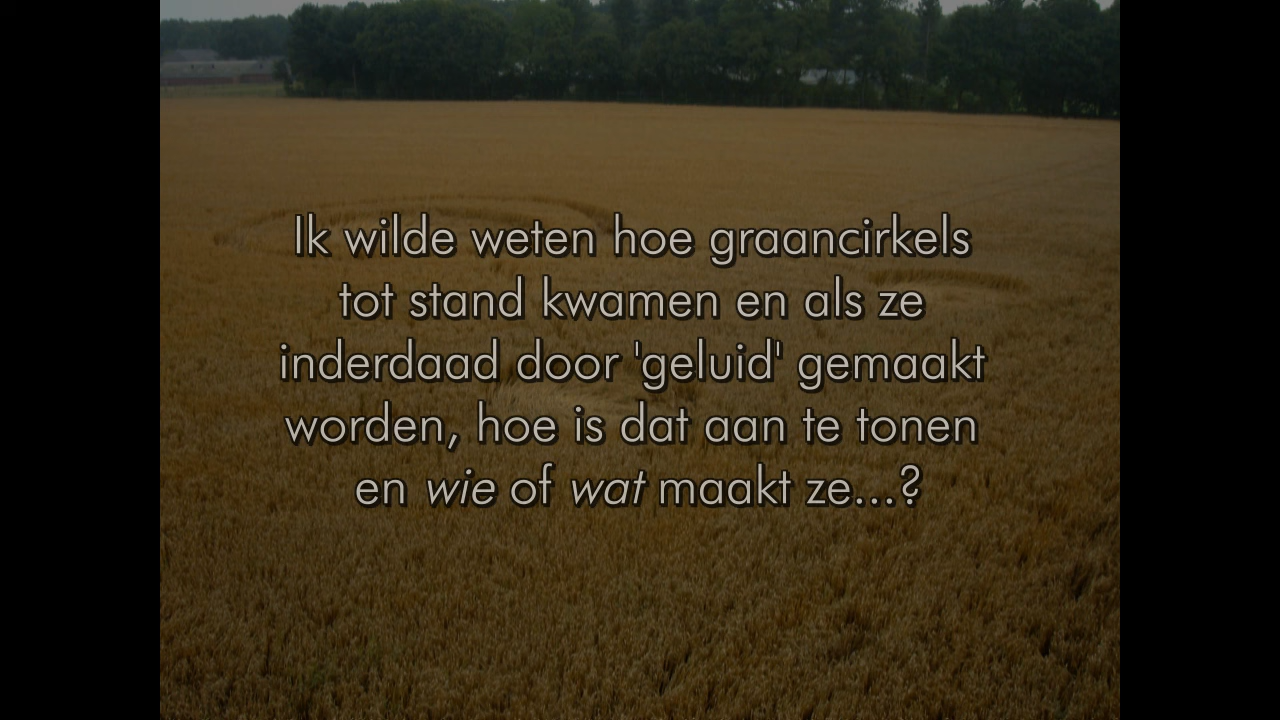 Ik wilde weten hoe graancirkels
tot stand kwamen en als ze
inderdaad door 'geluid' gemaakt
worden, hoe is dat aan te tonen
en wie of wat maakt ze...?